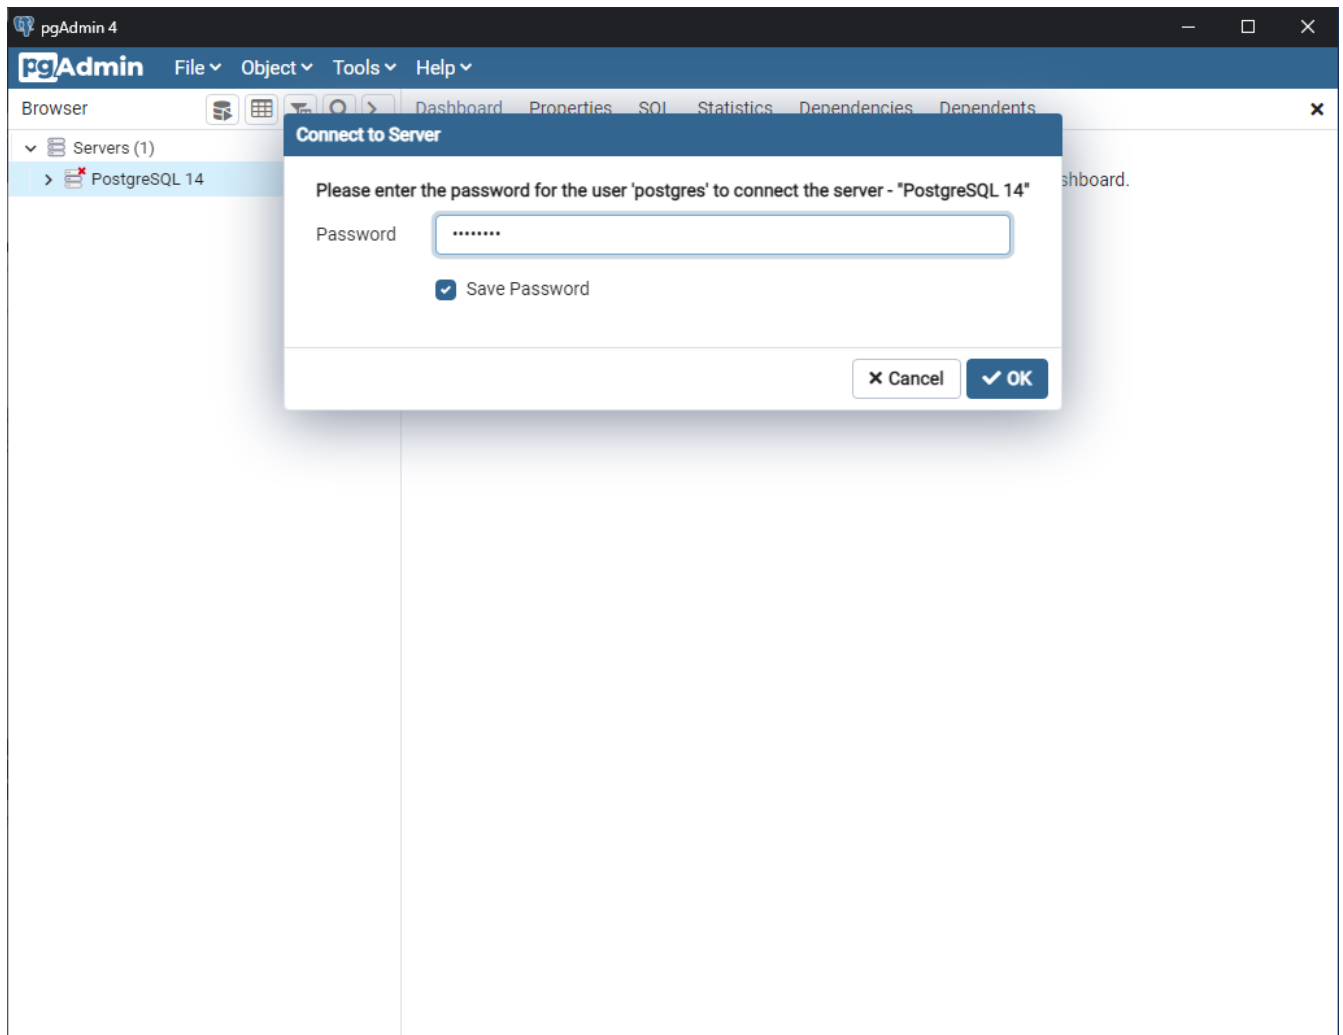 pgAdmin 4
pgAdmin File Object Tools Help
Browser Dashboard Properties SQL Statistics Dependencies Dependents
Connect to Server
Servers (1)
PostgreSQL 14
shboard.
Please enter the password for the user 'postgres' to connect the server - "PostgreSQL 14"
Password ••••••••
Save Password
Cancel OK